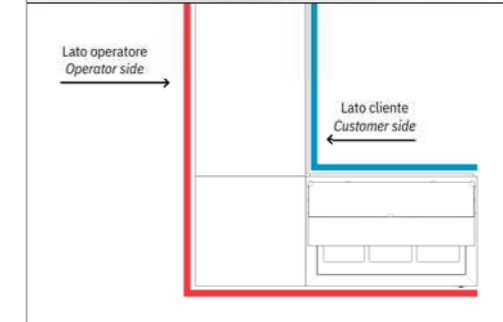 Lato operatore
Operator side
Lato cliente
Customer side